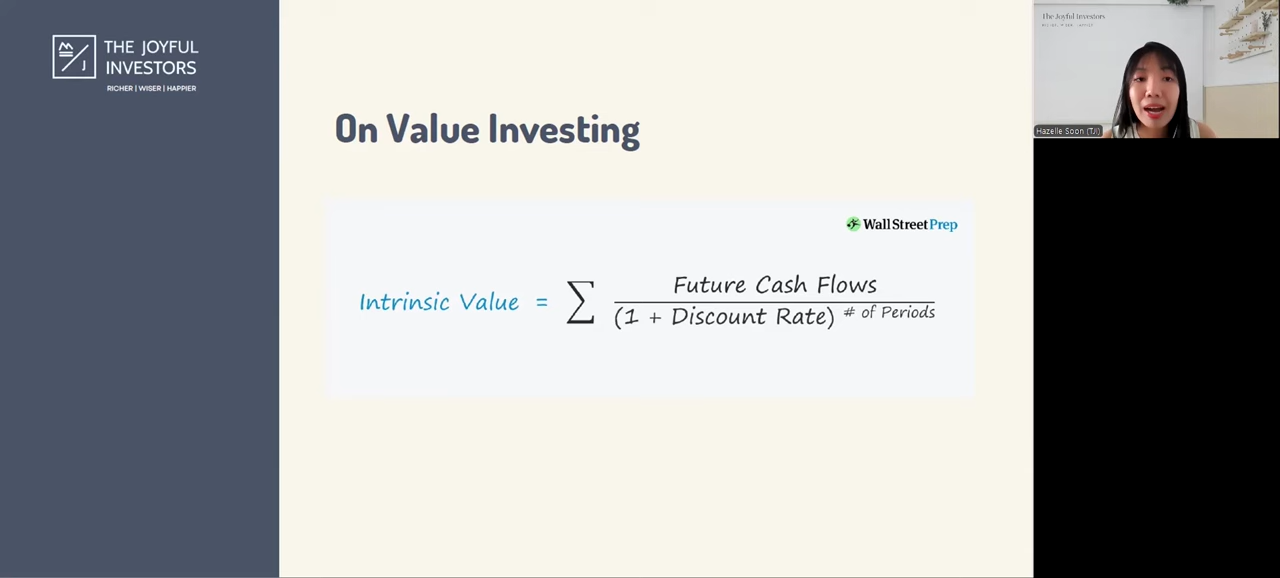 THE JOYFUL
INVESTORS
RICHER | WISER | HAPPIER
On Value Investing
Wall Street Prep
Intrinsic Value = ∑ Future Cash Flows
(1 + Discount Rate) # of Periods
The Joyful Investors
Hazelle Soon (TJI)